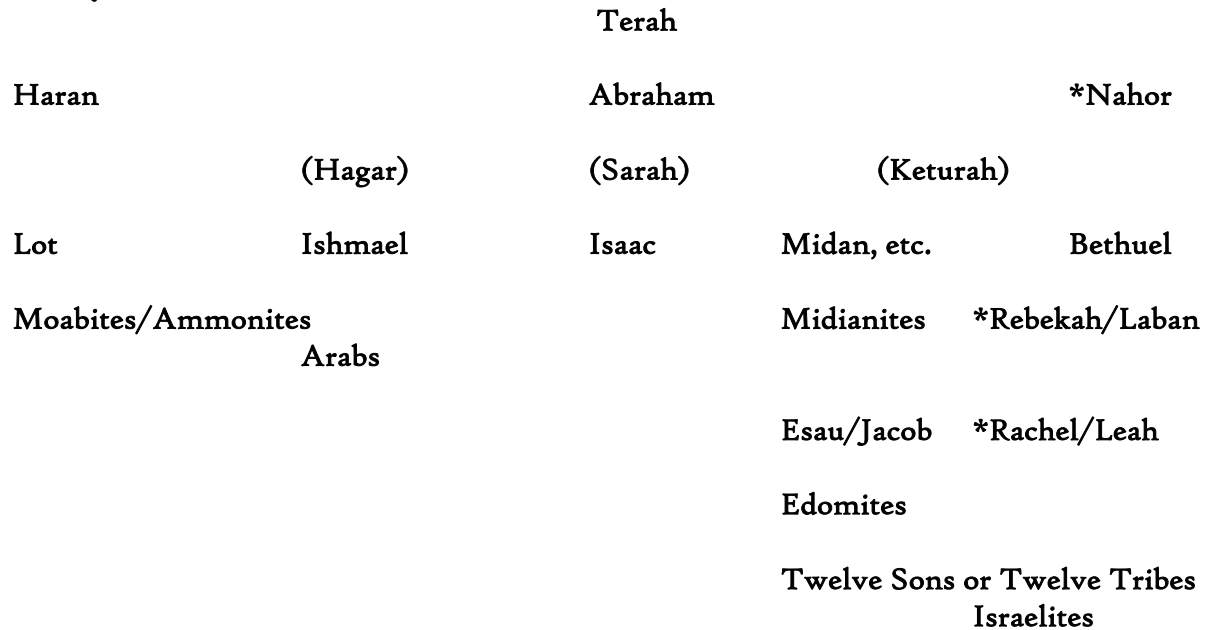 Terah
Haran Abraham *Nahor
(Hagar) (Sarah) (Keturah)
Lot Ishmael Isaac Midan, etc. Bethuel
Moabites/Ammonites Midianites *Rebekah/Laban
Arabs
Esau/Jacob *Rachel/Leah
Edomites
Twelve Sons or Twelve Tribes
Israelites